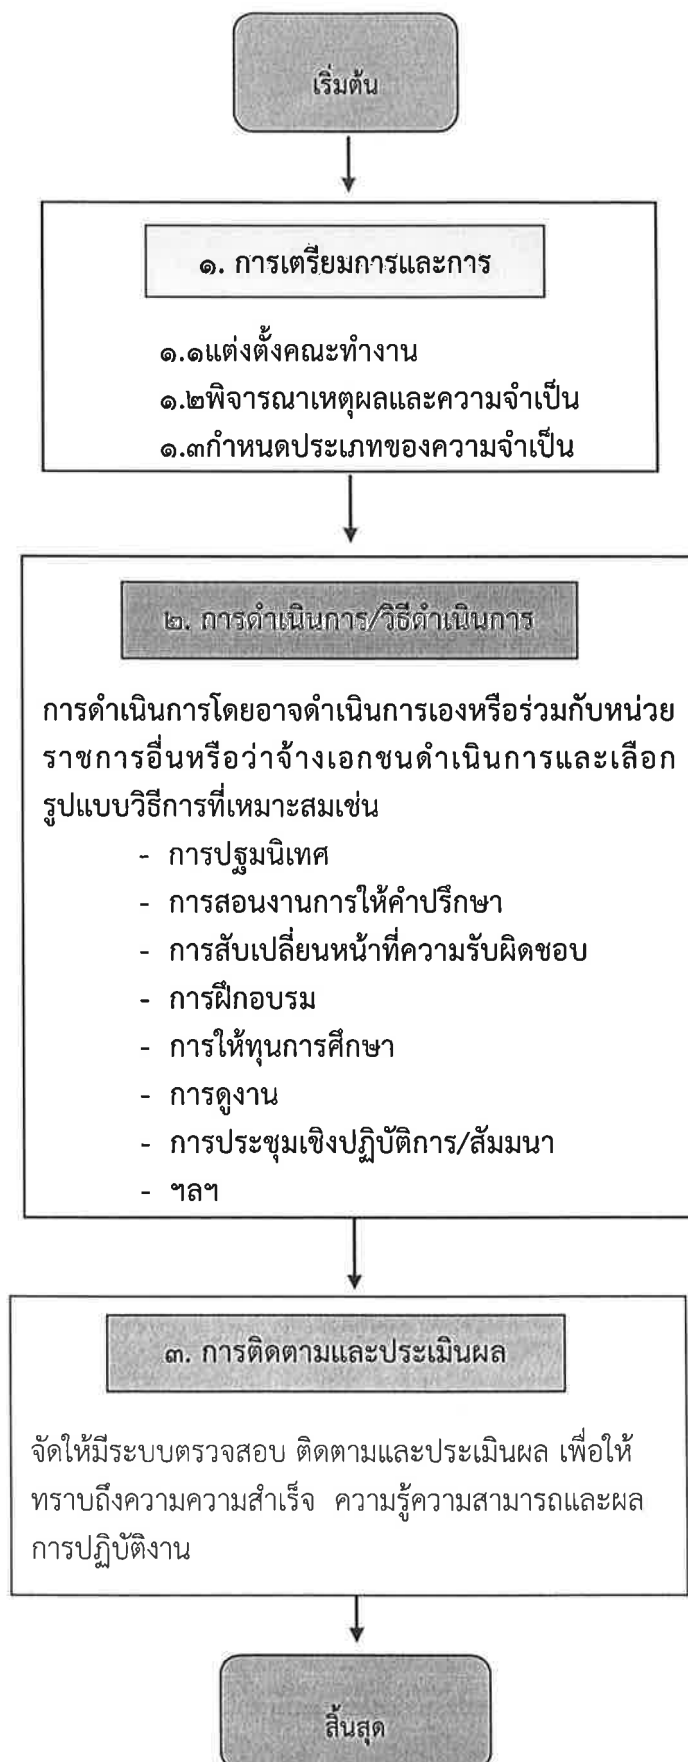 เริ่มต้น
๑. การเตรียมการและการ
๑.๑แต่งตั้งคณะทำงาน
๑.๒พิจารณาเหตุผลและความจำเป็น
๑.๓กำหนดประเภทของความจำเป็น
๒. การดำเนินการ/วิธีดำเนินการ
การดำเนินการโดยอาจดำเนินการเองหรือร่วมกับหน่วย
ราชการอื่นหรือว่าจ้างเอกชนดำเนินการและเลือก
รูปแบบวิธีการที่เหมาะสมเช่น
- การปฐมนิเทศ
- การสอนงานการให้คำปรึกษา
- การสับเปลี่ยนหน้าที่ความรับผิดชอบ
- การฝึกอบรม
- การให้ทุนการศึกษา
- การดูงาน
- การประชุมเชิงปฏิบัติการ/สัมมนา
- ฯลฯ
๓. การติดตามและประเมินผล
จัดให้มีระบบตรวจสอบ ติดตามและประเมินผล เพื่อให้
ทราบถึงความความสำเร็จ ความรู้ความสามารถและผล
การปฏิบัติงาน
สิ้นสุด